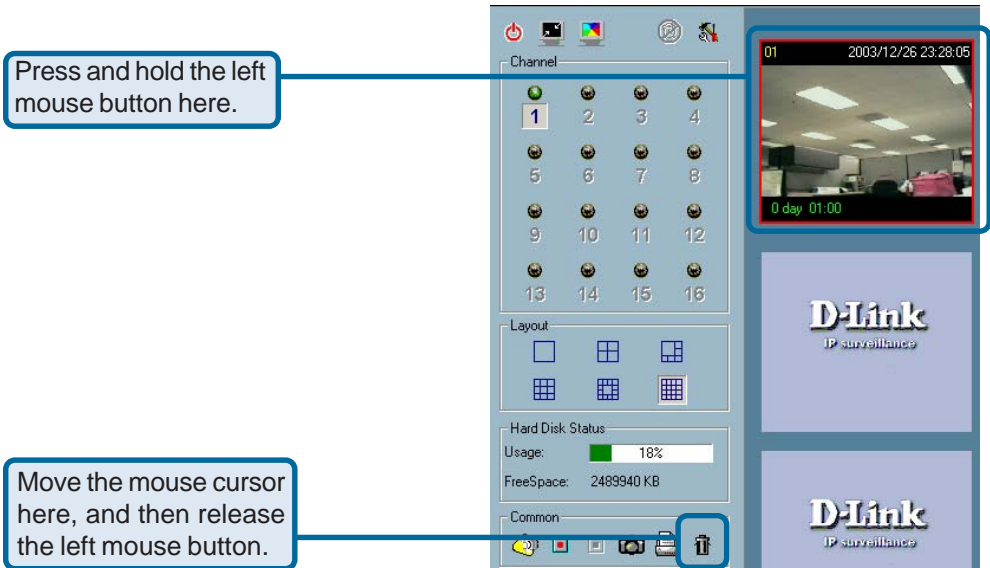 Press and hold the left
mouse button here.
Channel
1 2 3 4
5 6 7 8
9 10 11 12
13 14 15 16
Layout
Hard Disk Status
Usage: 18%
FreeSpace: 2489940 KB
Common
Move the mouse cursor
here, and then release
the left mouse button.
01 2003/12/26 23:28:05
0 day 01:00
D-Link
IP surveillance
D-Link
IP surveillance